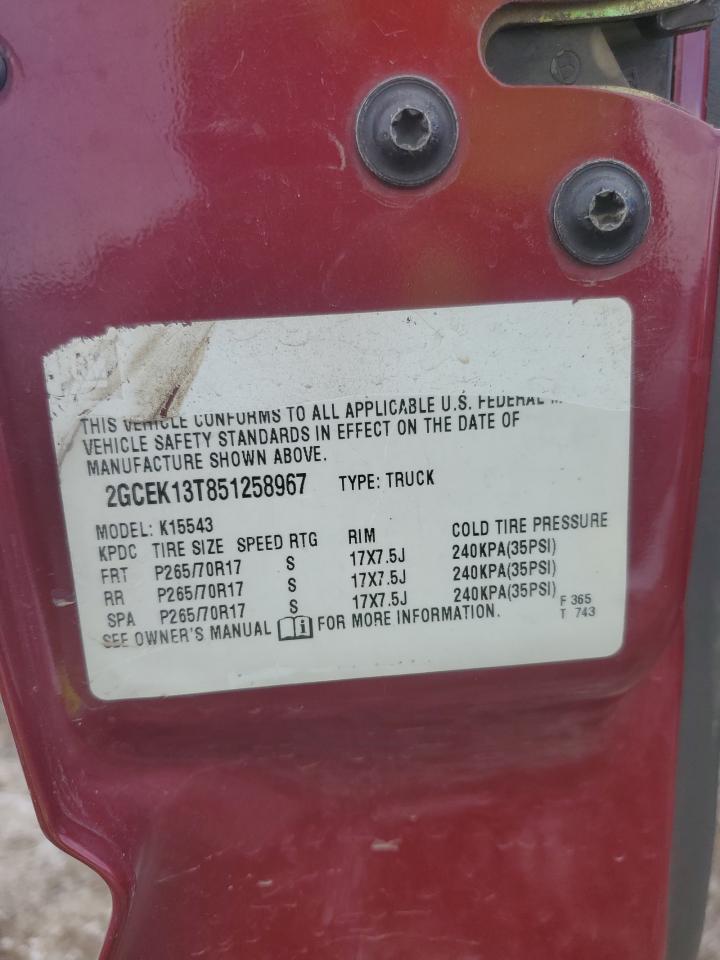 GM
THIS VEHICLE CONFORMS TO ALL APPLICABLE U.S. FEDERAL
VEHICLE SAFETY STANDARDS IN EFFECT ON THE DATE OF
MANUFACTURE SHOWN ABOVE.
2GCEK13T851258967 TYPE: TRUCK
MODEL: K15543
KPDC TIRE SIZE SPEED RTG RIM COLD TIRE PRESSURE
FRT P265/70R17 S 17X7.5J 240KPA(35PSI)
RR P265/70R17 S 17X7.5J 240KPA(35PSI)
SPA P265/70R17 S 17X7.5J 240KPA(35PSI)
SEE OWNER'S MANUAL i FOR MORE INFORMATION.
F 365
T 743